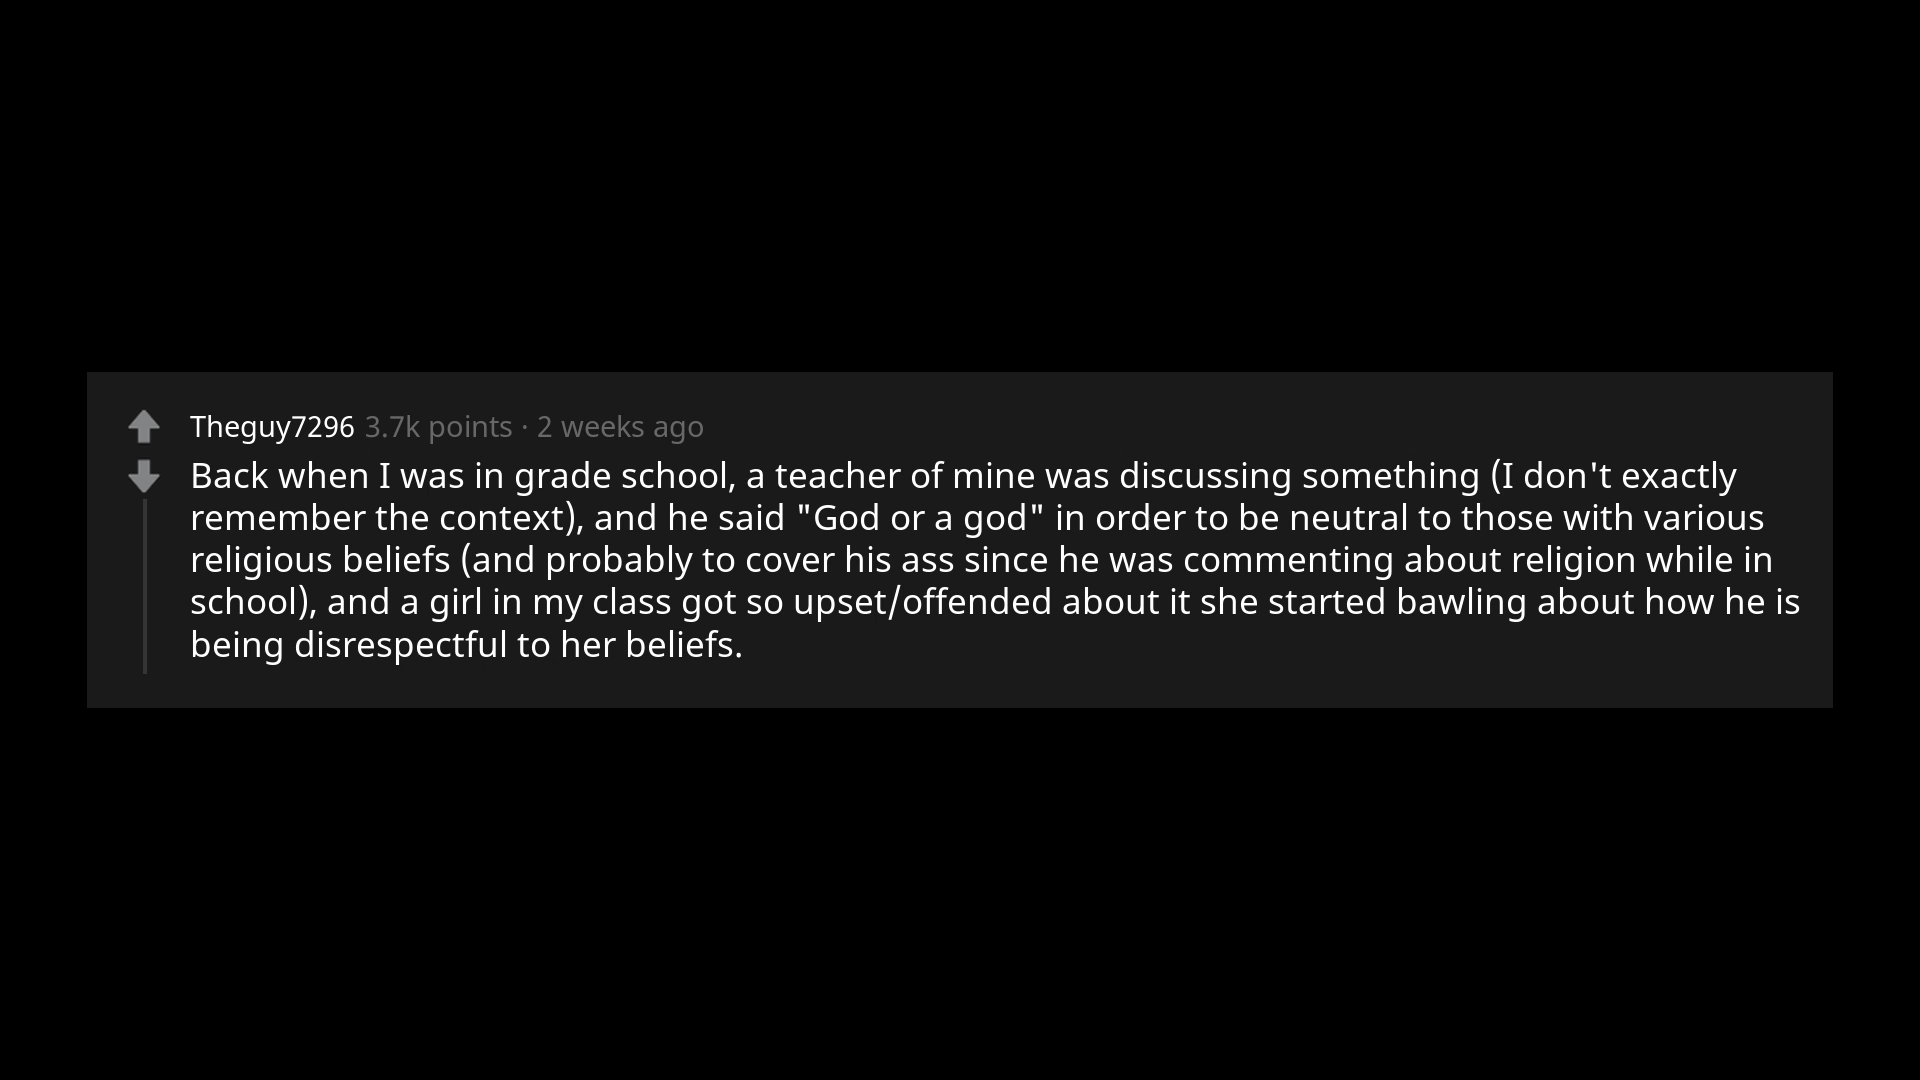 Theguy7296 3.7k points · 2 weeks ago
Back when I was in grade school, a teacher of mine was discussing something (I don't exactly
remember the context), and he said "God or a god" in order to be neutral to those with various
religious beliefs (and probably to cover his ass since he was commenting about religion while in
school), and a girl in my class got so upset/offended about it she started bawling about how he is
being disrespectful to her beliefs.